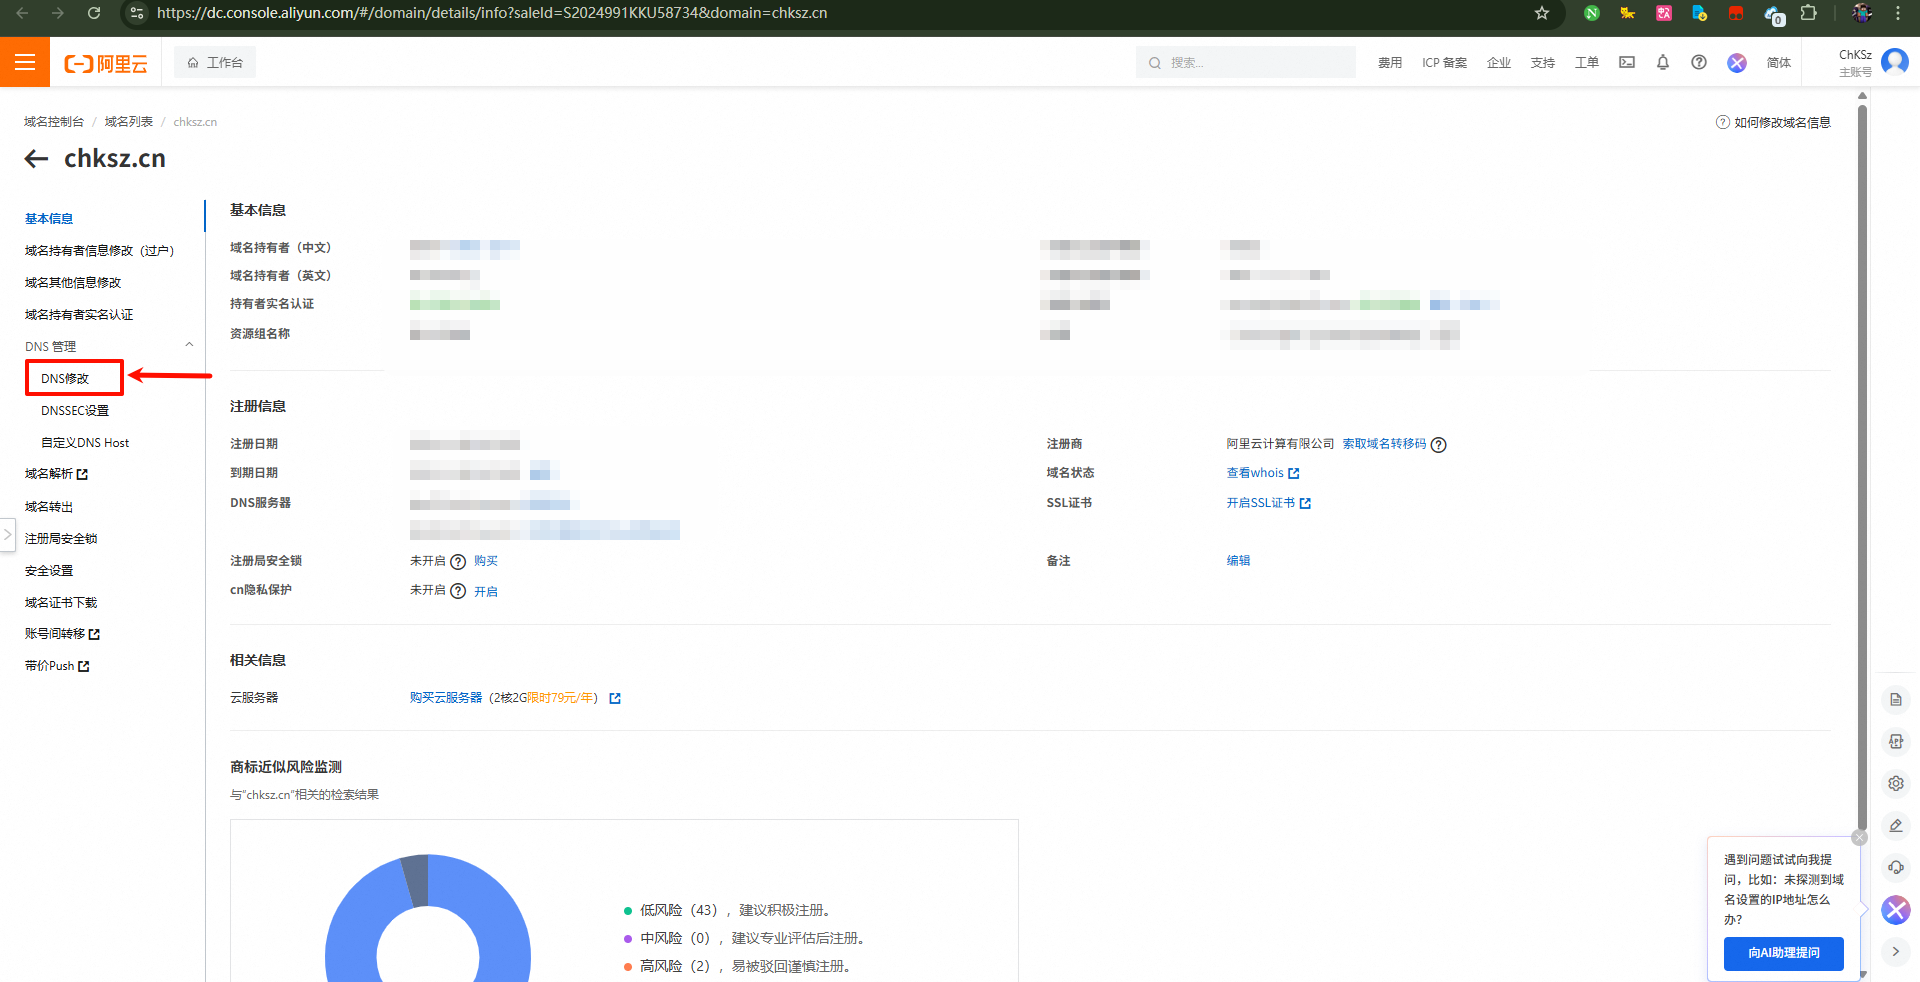 https://dc.console.aliyun.com/#/domain/details/info?saleId=S2024991KKU58734&domain=chksz.cn
0
阿里云
工作台
搜索...
费用
ICP 备案
企业
支持
工单
简体
ChKSz
主账号
域名控制台 / 域名列表 / chksz.cn
如何修改域名信息
chksz.cn
基本信息
域名持有者信息修改（过户）
域名其他信息修改
域名持有者实名认证
DNS 管理
DNS修改
DNSSEC设置
自定义DNS Host
域名解析
域名转出
注册局安全锁
安全设置
域名证书下载
账号间转移
带价Push
基本信息
域名持有者（中文）
域名持有者（英文）
持有者实名认证
资源组名称
注册信息
注册日期
注册商 阿里云计算有限公司 索取域名转移码
到期日期
域名状态 查看whois
DNS服务器
SSL证书 开启SSL证书
注册局安全锁 未开启 购买
备注 编辑
cn隐私保护 未开启 开启
相关信息
云服务器 购买云服务器（2核2G限时79元/年）
商标近似风险监测
与“chksz.cn”相关的检索结果
低风险（43），建议积极注册。
中风险（0），建议专业评估后注册。
高风险（2），易被驳回谨慎注册。
APP
遇到问题试试向我提
问，比如：未探测到域
名设置的IP地址怎么
办?
向AI助理提问